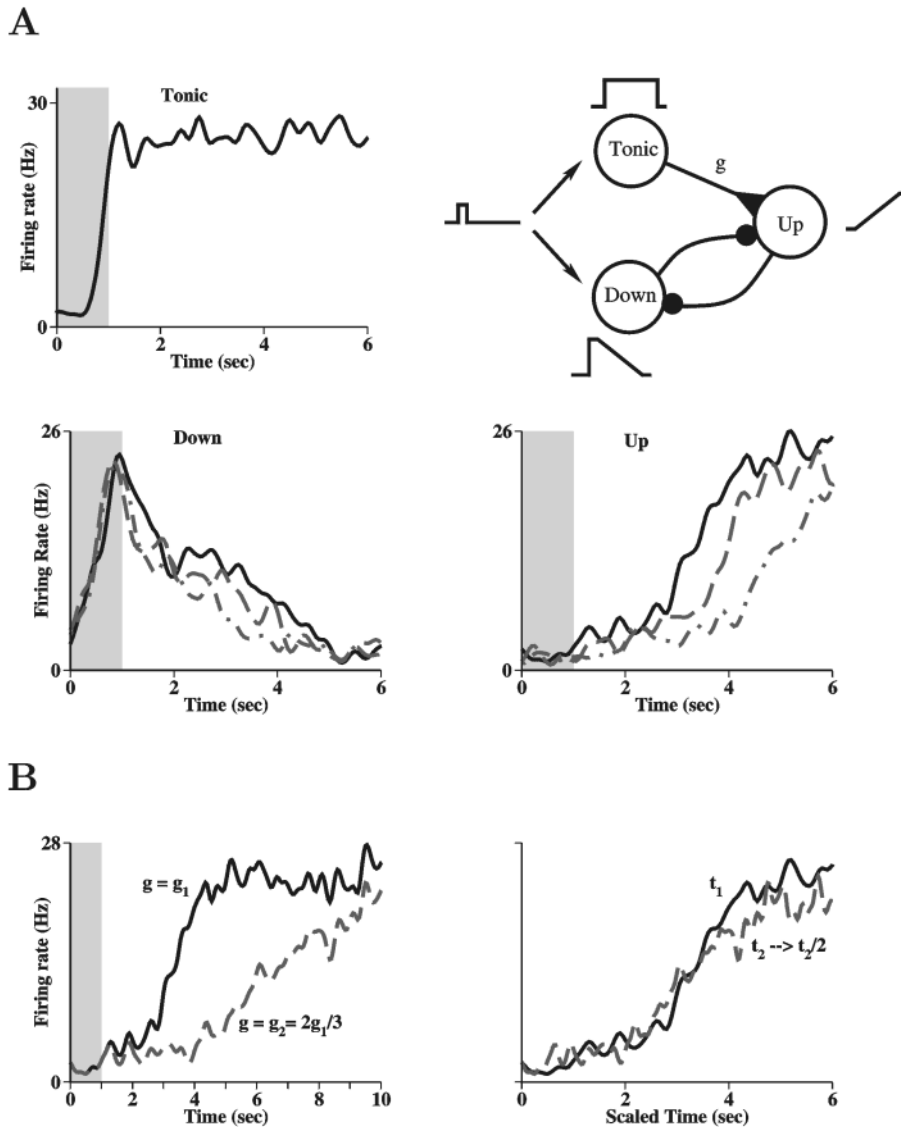 A
Tonic
30
0
Firing rate (Hz)
0 2 4 6
Time (sec)
Tonic
g
Up
Down
Down
26
0
Firing Rate (Hz)
0 2 4 6
Time (sec)
Up
26
0
0 2 4 6
Time (sec)
B
28
0
Firing rate (Hz)
g = g₁
g = g₂= 2g₁/3
0 2 4 6 8 10
Time (sec)
t₁
t₂ --> t₂/2
0
0 2 4 6
Scaled Time (sec)